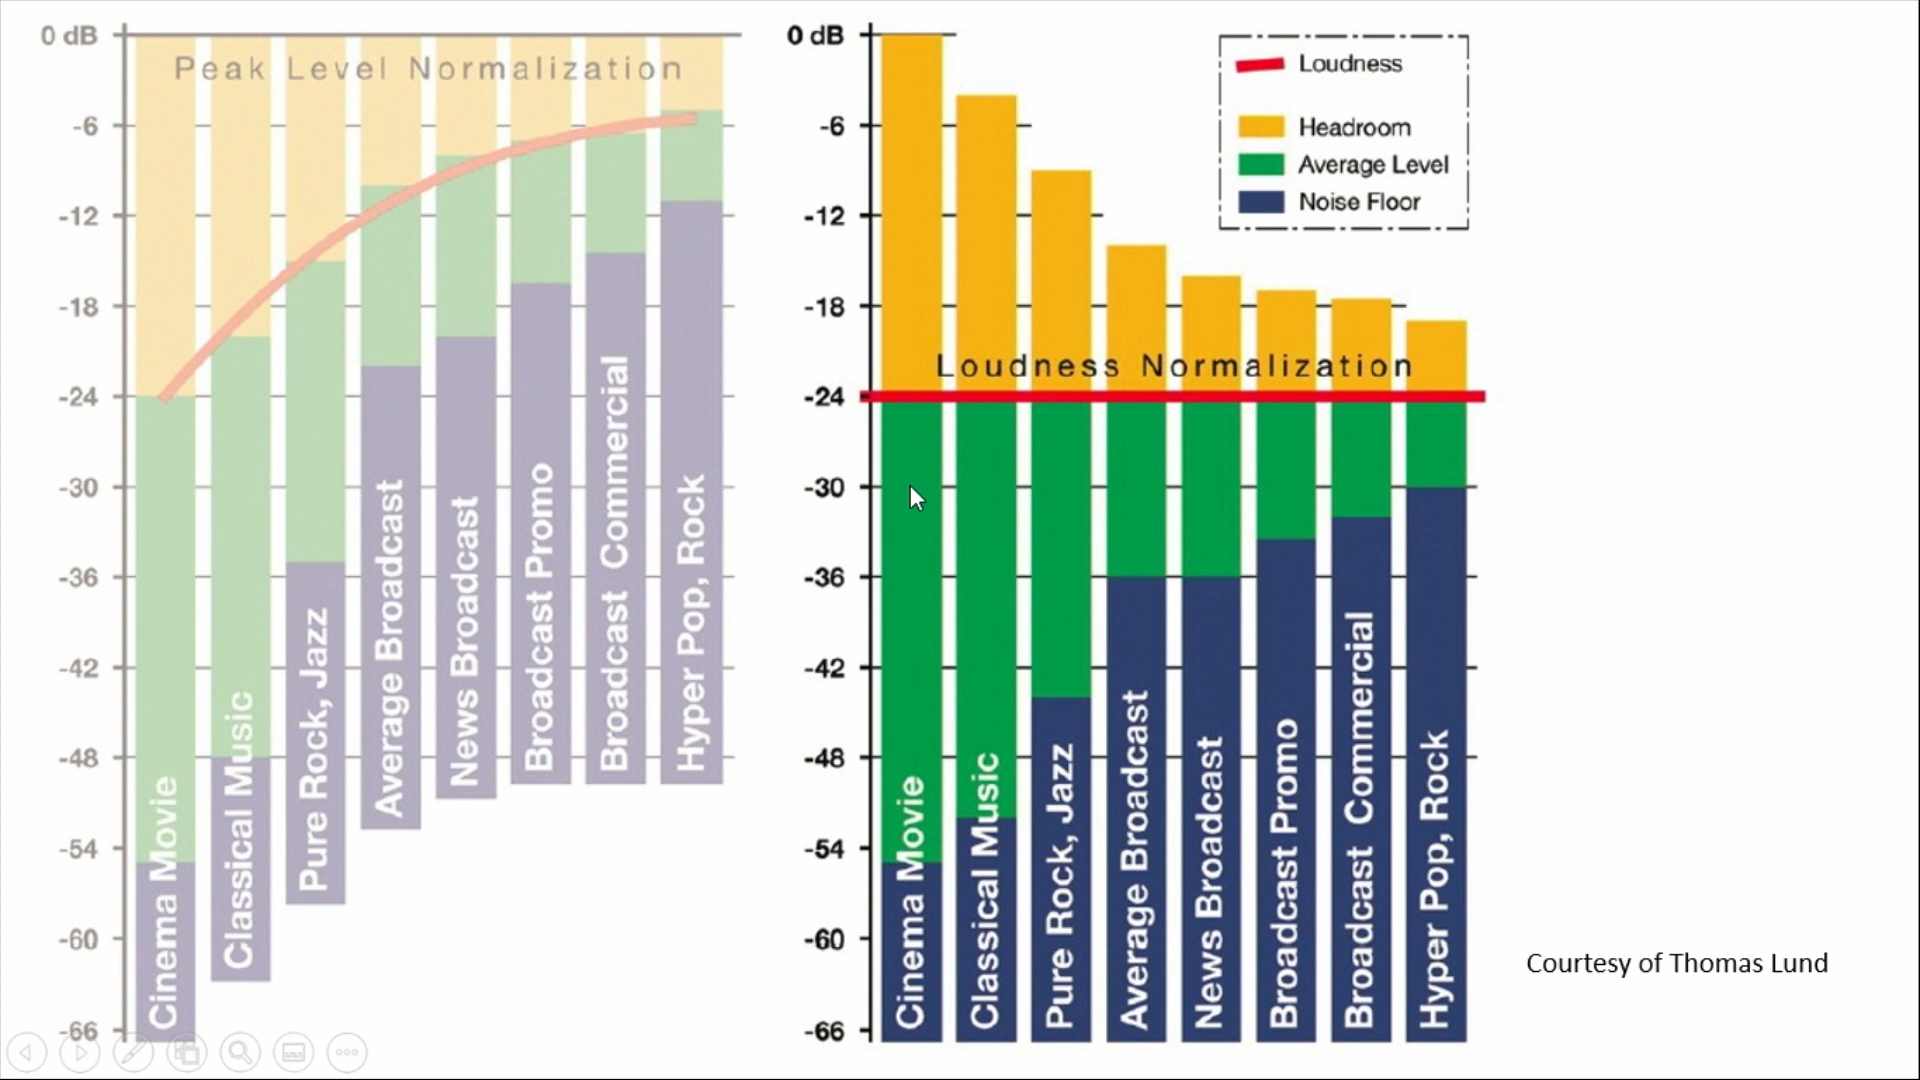 0 dB
-6
-12
-18
-24
-30
-36
-42
-48
-54
-60
-66
Peak Level Normalization
Cinema Movie
Classical Music
Pure Rock, Jazz
Average Broadcast
News Broadcast
Broadcast Promo
Broadcast Commercial
Hyper Pop, Rock
0 dB
-6
-12
-18
-24
-30
-36
-42
-48
-54
-60
-66
Loudness Normalization
Cinema Movie
Classical Music
Pure Rock, Jazz
Average Broadcast
News Broadcast
Broadcast Promo
Broadcast Commercial
Hyper Pop, Rock
Loudness
Headroom
Average Level
Noise Floor
Courtesy of Thomas Lund